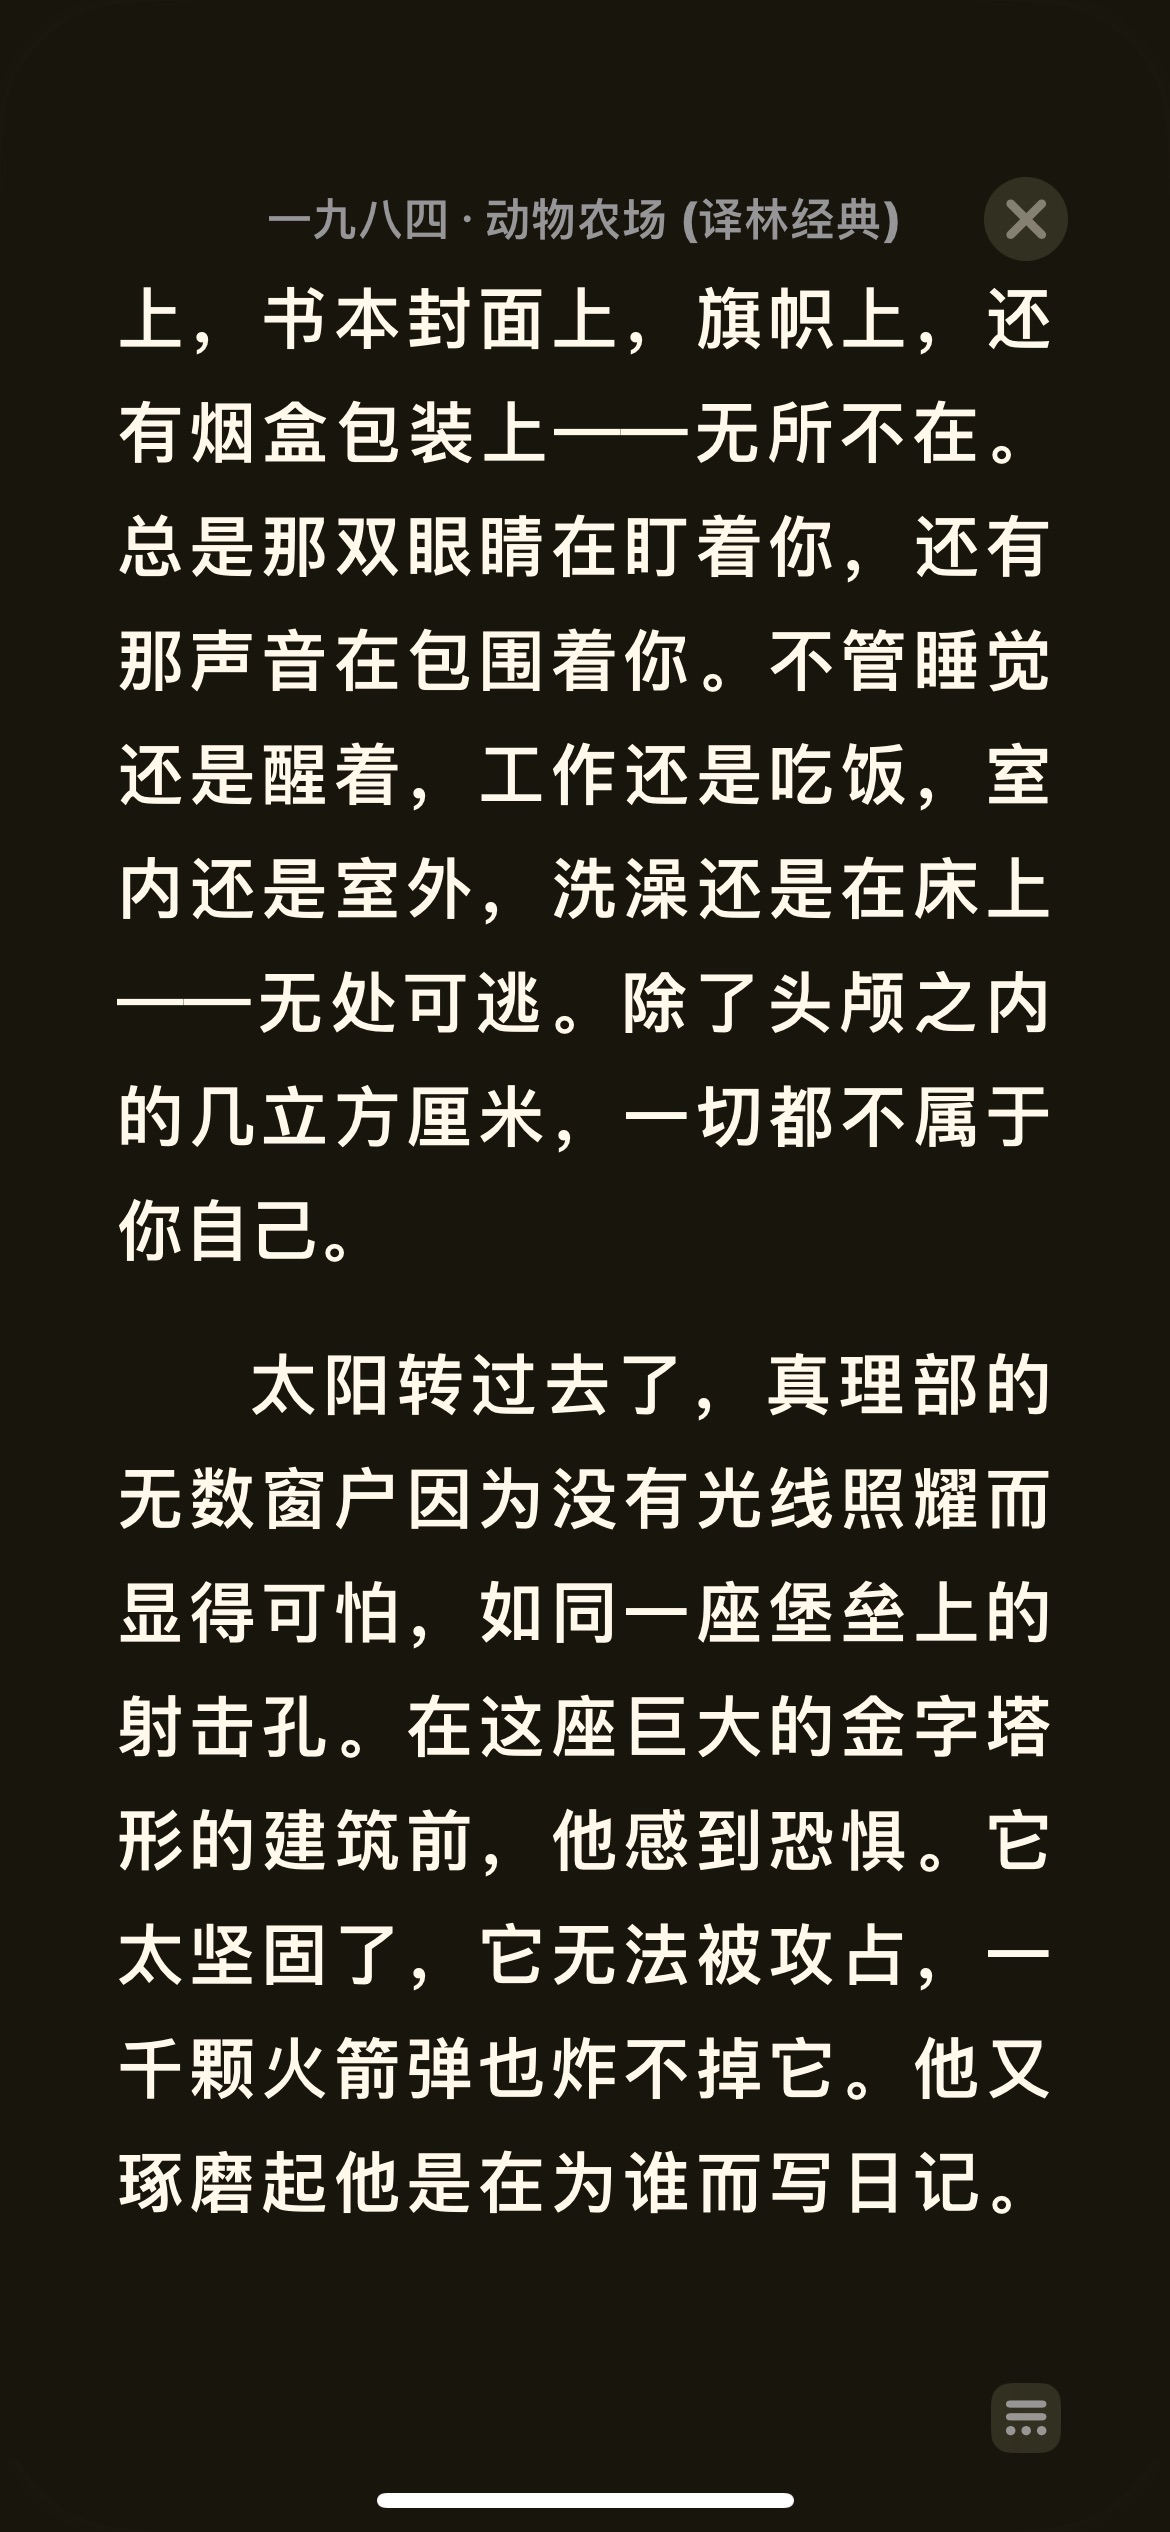 一九八四 · 动物农场 (译林经典)
上，书本封面上，旗帜上，还
有烟盒包装上——无所不在。
总是那双眼睛在盯着你，还有
那声音在包围着你。不管睡觉
还是醒着，工作还是吃饭，室
内还是室外，洗澡还是在床上
——无处可逃。除了头颅之内
的几立方厘米，一切都不属于
你自己。
太阳转过去了，真理部的
无数窗户因为没有光线照耀而
显得可怕，如同一座堡垒上的
射击孔。在这座巨大的金字塔
形的建筑前，他感到恐惧。它
太坚固了，它无法被攻占，一
千颗火箭弹也炸不掉它。他又
琢磨起他是在为谁而写日记。